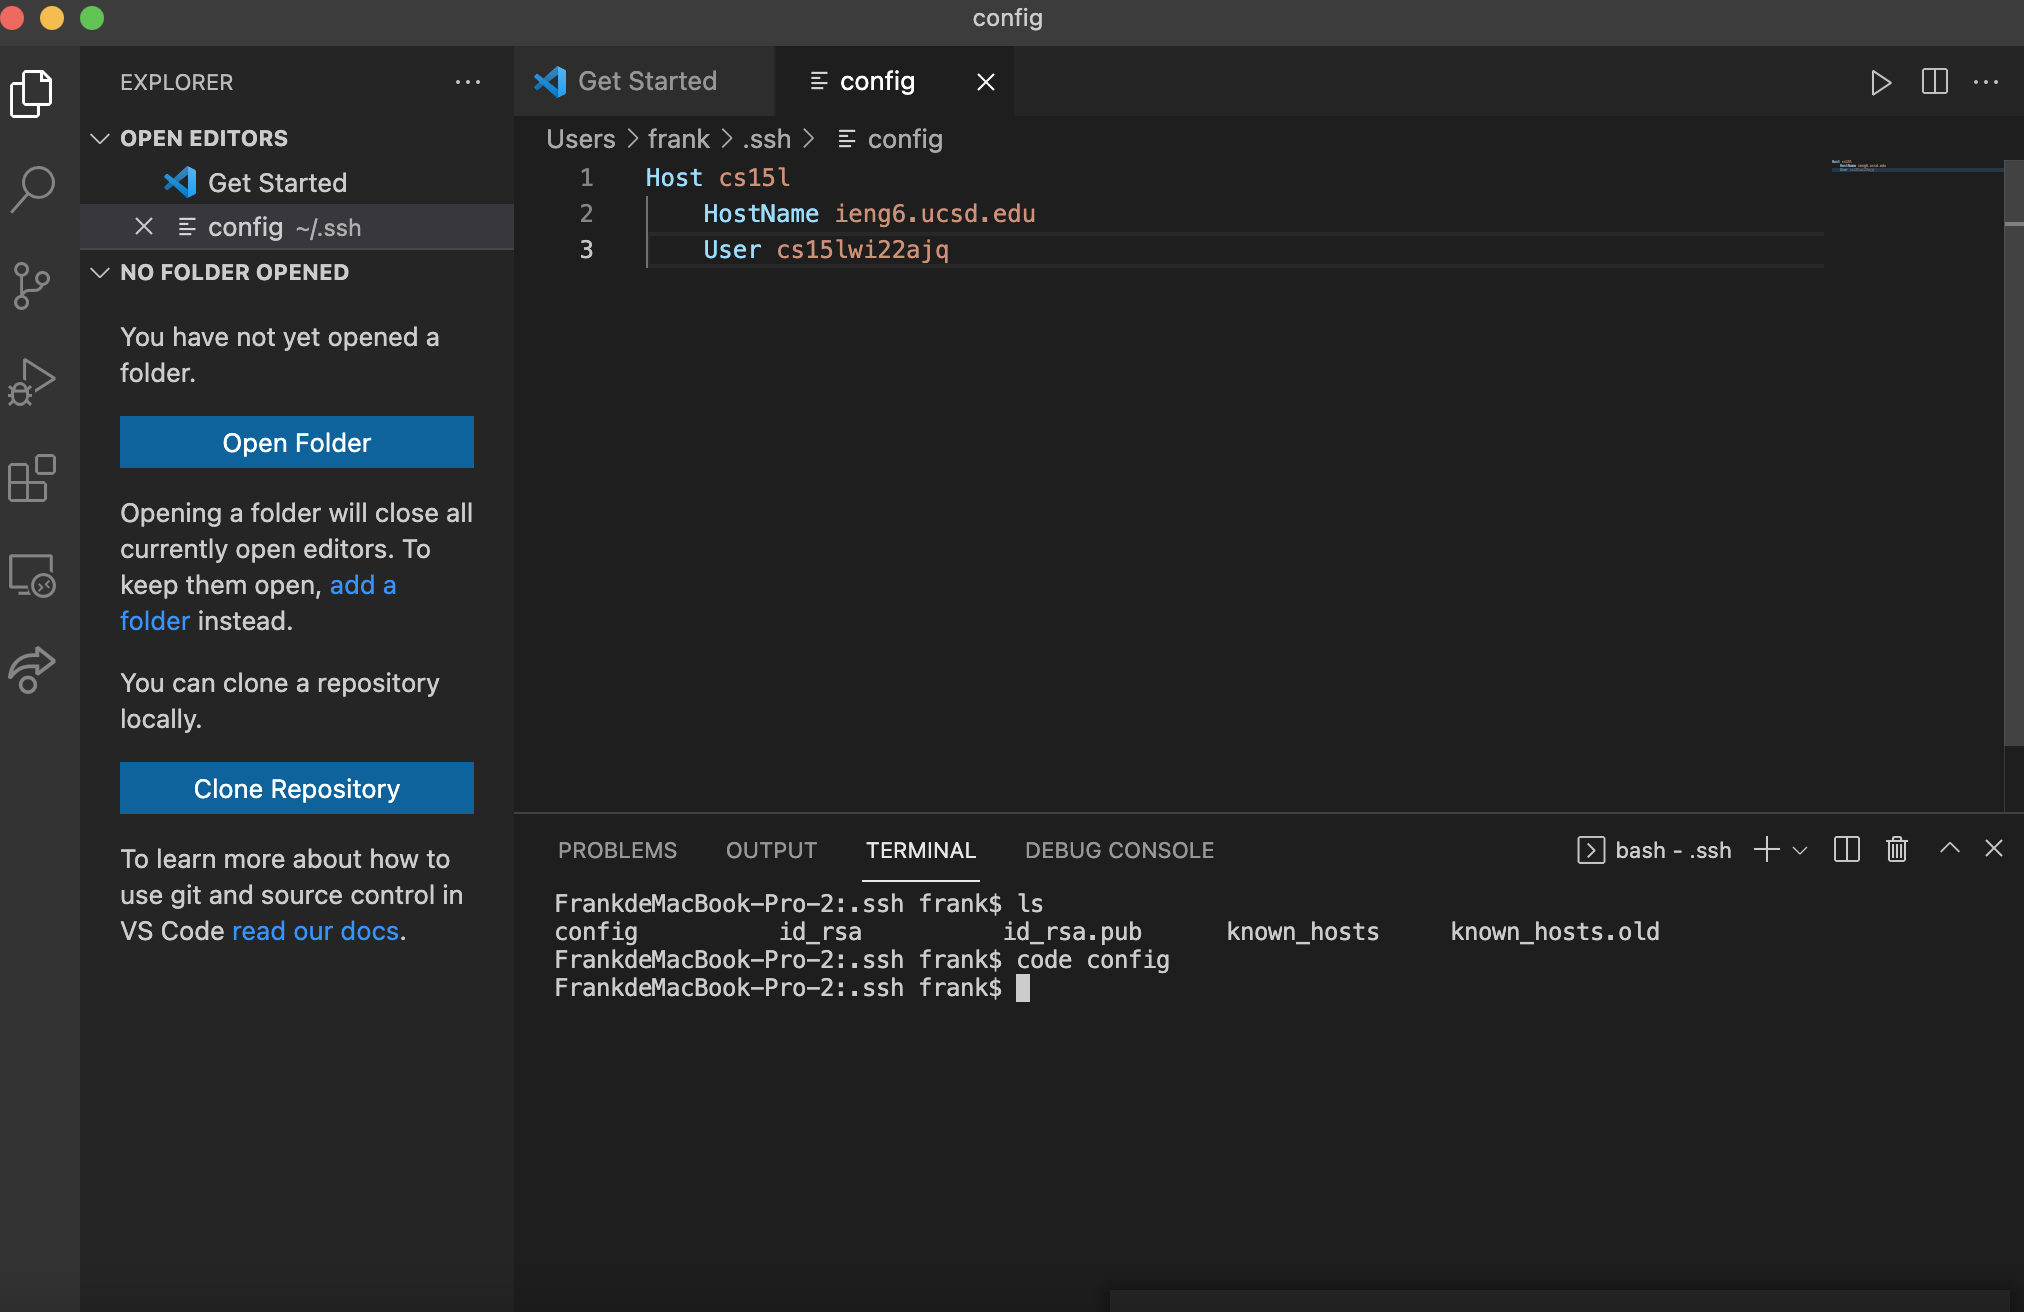 config
EXPLORER
OPEN EDITORS
Get Started
config ~/.ssh
NO FOLDER OPENED
You have not yet opened a
folder.
Open Folder
Opening a folder will close all
currently open editors. To
keep them open, add a
folder instead.
You can clone a repository
locally.
Clone Repository
To learn more about how to
use git and source control in
VS Code read our docs.
Get Started
config
Users > frank > .ssh > config
1 Host cs15l
2 HostName ieng6.ucsd.edu
3 User cs15lwi22ajq
PROBLEMS OUTPUT TERMINAL DEBUG CONSOLE
bash - .ssh
FrankdeMacBook-Pro-2:.ssh frank$ ls
config id_rsa id_rsa.pub known_hosts known_hosts.old
FrankdeMacBook-Pro-2:.ssh frank$ code config
FrankdeMacBook-Pro-2:.ssh frank$